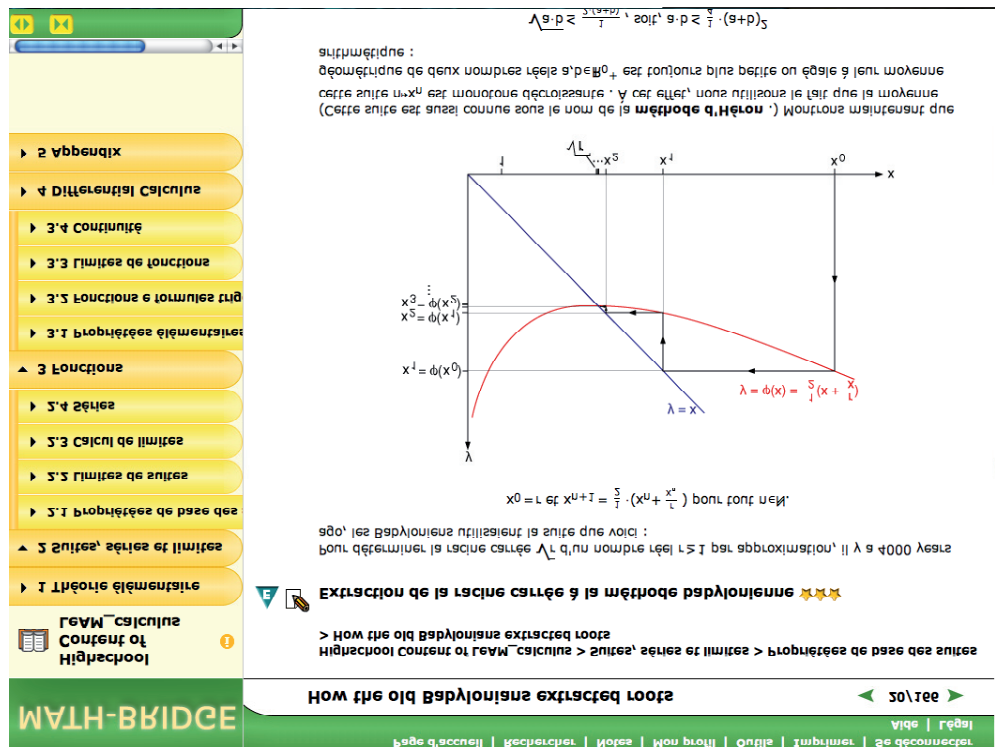 Page d'accueil | Rechercher | Notes | Mon profil | Outils | Imprimer | Se déconnecter
Aide | Légal
MATH-BRIDGE
How the old Babylonians extracted roots
20/166
Highschool
Content of
LeAM_calculus
1 Théorie élémentaire
2 Suites, séries et limites
2.1 Propriétées de base des
2.2 Limites de suites
2.3 Calcul de limites
2.4 Séries
3 Fonctions
3.1 Propriétées élémentaires
3.2 Fonctions e formules trig
3.3 Limites de fonctions
3.4 Continuité
4 Differential Calculus
5 Appendix
Highschool Content of LeAM_calculus > Suites, séries et limites > Propriétées de base des suites
> How the old Babylonians extracted roots
E
Extraction de la racine carrée à la méthode babylonienne
Pour déterminer la racine carrée √r d'un nombre réel r≥1 par approximation, il y a 4000 years
ago, les Babyloniens utilisaient la suite que voici :
x₀=r et xₙ₊₁ = 1/2 ·(xₙ + r/xₙ) pour tout n∈ℕ.
y
y = x
y = φ(x) = 1/2(x + r/x)
x₁ = φ(x₀)
x₂ = φ(x₁)
x₃ = φ(x₂)
⋮
1
√r
...x₂
x₁
x₀
x
(Cette suite est aussi connue sous le nom de la méthode d'Héron .) Montrons maintenant que
cette suite n↦xₙ est monotone décroissante . À cet effet, nous utilisons le fait que la moyenne
géométrique de deux nombres réels a,b∈ℝ₀⁺ est toujours plus petite ou égale à leur moyenne
arithmétique :
√a·b ≤ 1/2·(a+b) , soit, a·b ≤ 1/4 ·(a+b)²